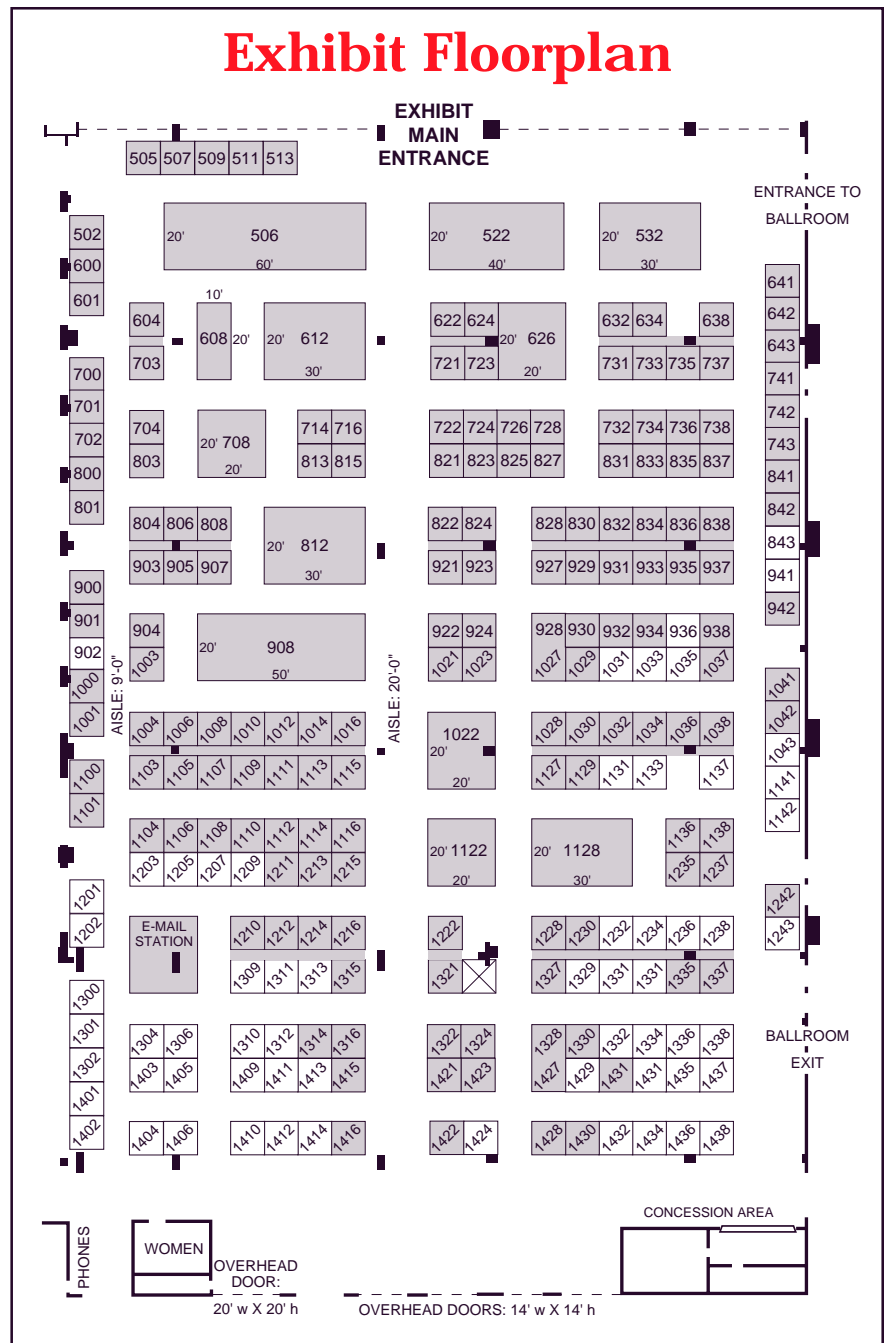 Exhibit Floorplan
EXHIBIT
MAIN
ENTRANCE
505 507 509 511 513
ENTRANCE TO
BALLROOM
502
600
601
20' 506
60'
20' 522
40'
20' 532
30'
641
642
643
741
742
743
841
842
843
941
942
604
703
10'
608 20'
20' 612
30'
622 624
721 723
20' 626
20'
632 634 638
731 733 735 737
700
701
702
800
801
704
803
20' 708
20'
714 716
813 815
722 724 726 728
821 823 825 827
732 734 736 738
831 833 835 837
804 806 808
903 905 907
20' 812
30'
822 824
921 923
828 830 832 834 836 838
927 929 931 933 935 937
900
901
902
1000
1001
AISLE: 9'-0"
904
1003
20' 908
50'
AISLE: 20'-0"
922 924
1021 1023
928 930 932 934 936 938
1027 1029 1031 1033 1035 1037
1041
1042
1043
1141
1142
1100
1101
1004 1006 1008 1010 1012 1014 1016
1103 1105 1107 1109 1111 1113 1115
1022
20'
20'
1028 1030 1032 1034 1036 1038
1127 1129 1131 1133 1137
1104 1106 1108 1110 1112 1114 1116
1203 1205 1207 1209 1211 1213 1215
20' 1122
20'
20' 1128
30'
1136 1138
1235 1237
1201
1202
1242
1243
E-MAIL
STATION
1210 1212 1214 1216
1309 1311 1313 1315
1222
1321
1228 1230 1232 1234 1236 1238
1327 1329 1331 1331 1335 1337
1300
1301
1302
1401
1402
1304 1306
1403 1405
1310 1312 1314 1316
1409 1411 1413 1415
1322 1324
1421 1423
1328 1330 1332 1334 1336 1338
1427 1429 1431 1431 1435 1437
BALLROOM
EXIT
1404 1406
1410 1412 1414 1416
1422 1424
1428 1430 1432 1434 1436 1438
PHONES
WOMEN
OVERHEAD
DOOR:
20' w X 20' h
OVERHEAD DOORS: 14' w X 14' h
CONCESSION AREA